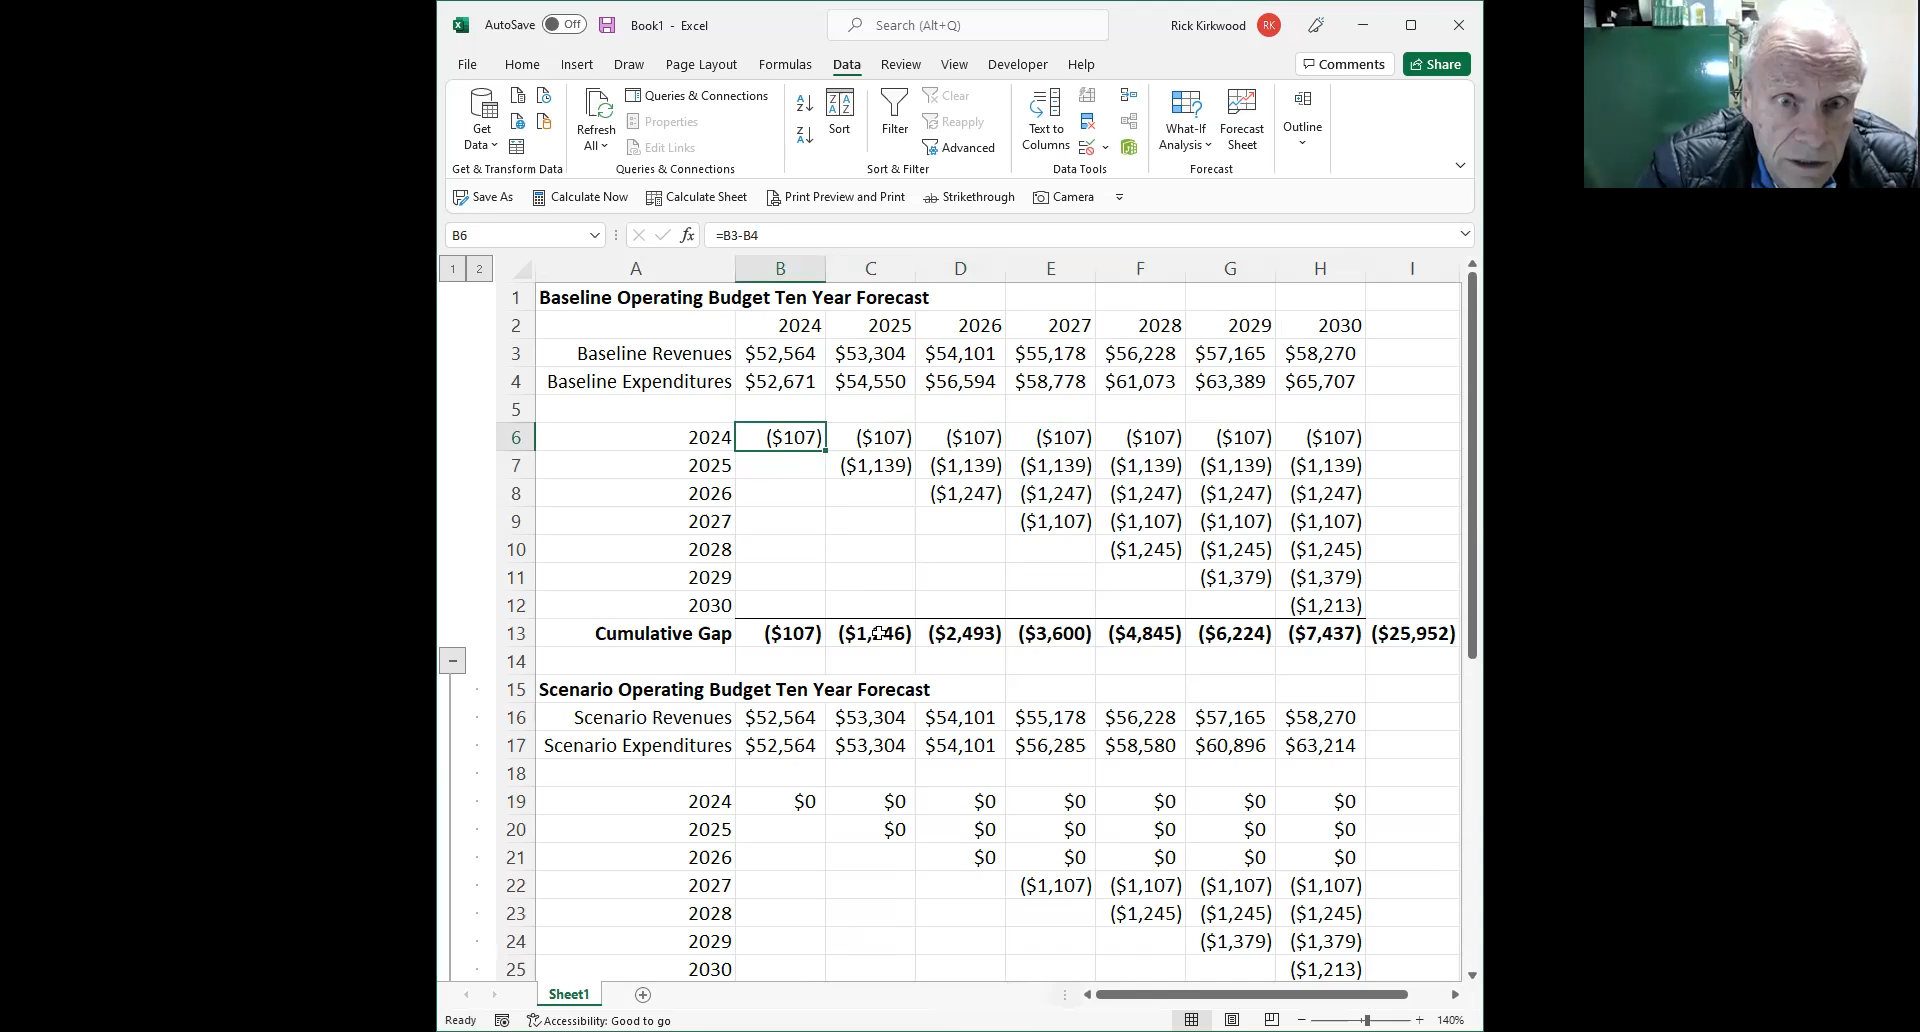 AutoSave Off Book1 - Excel Search (Alt+Q) Rick Kirkwood RK
File Home Insert Draw Page Layout Formulas Data Review View Developer Help Comments Share
Get Data Refresh All Queries & Connections Properties Edit Links Sort Filter Clear Reapply Advanced Text to Columns What-If Analysis Forecast Sheet Outline
Get & Transform Data Queries & Connections Sort & Filter Data Tools Forecast
Save As Calculate Now Calculate Sheet Print Preview and Print ab Strikethrough Camera
B6 fx =B3-B4
1 2 A B C D E F G H I
1 Baseline Operating Budget Ten Year Forecast
2 2024 2025 2026 2027 2028 2029 2030
3 Baseline Revenues $52,564 $53,304 $54,101 $55,178 $56,228 $57,165 $58,270
4 Baseline Expenditures $52,671 $54,550 $56,594 $58,778 $61,073 $63,389 $65,707
5
6 2024 ($107) ($107) ($107) ($107) ($107) ($107) ($107)
7 2025 ($1,139) ($1,139) ($1,139) ($1,139) ($1,139) ($1,139)
8 2026 ($1,247) ($1,247) ($1,247) ($1,247) ($1,247)
9 2027 ($1,107) ($1,107) ($1,107) ($1,107)
10 2028 ($1,245) ($1,245) ($1,245)
11 2029 ($1,379) ($1,379)
12 2030 ($1,213)
13 Cumulative Gap ($107) ($1,246) ($2,493) ($3,600) ($4,845) ($6,224) ($7,437) ($25,952)
14
15 Scenario Operating Budget Ten Year Forecast
16 Scenario Revenues $52,564 $53,304 $54,101 $55,178 $56,228 $57,165 $58,270
17 Scenario Expenditures $52,564 $53,304 $54,101 $56,285 $58,580 $60,896 $63,214
18
19 2024 $0 $0 $0 $0 $0 $0 $0
20 2025 $0 $0 $0 $0 $0 $0
21 2026 $0 $0 $0 $0 $0
22 2027 ($1,107) ($1,107) ($1,107) ($1,107)
23 2028 ($1,245) ($1,245) ($1,245)
24 2029 ($1,379) ($1,379)
25 2030 ($1,213)
Sheet1
Ready Accessibility: Good to go 140%